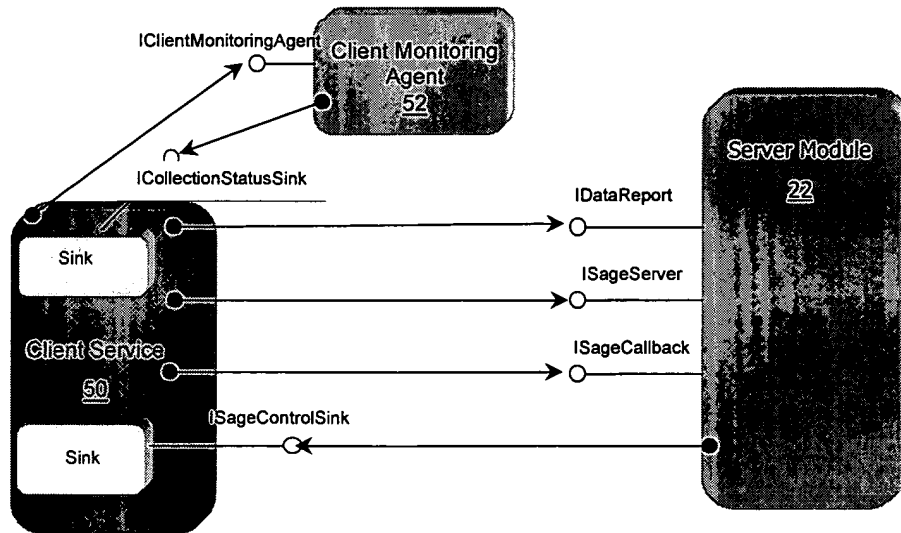 IClientMonitoringAgent
Client Monitoring
Agent
52
ICollectionStatusSink
Server Module
22
IDataReport
Sink
ISageServer
Client Service
50
ISageCallback
ISageControlSink
Sink